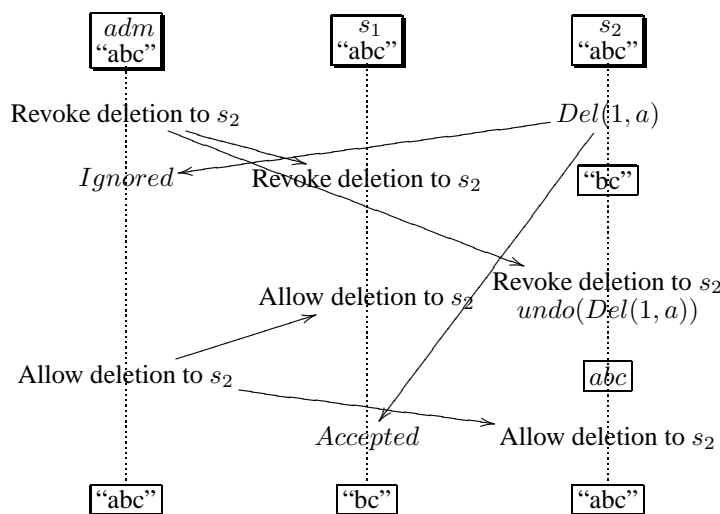 adm s₁ s₂
“abc” “abc” “abc”
Revoke deletion to s₂ Del(1, a)
Ignored Revoke deletion to s₂ “bc”
Revoke deletion to s₂
Allow deletion to s₂ undo(Del(1, a))
Allow deletion to s₂ abc
Accepted Allow deletion to s₂
“abc” “bc” “abc”